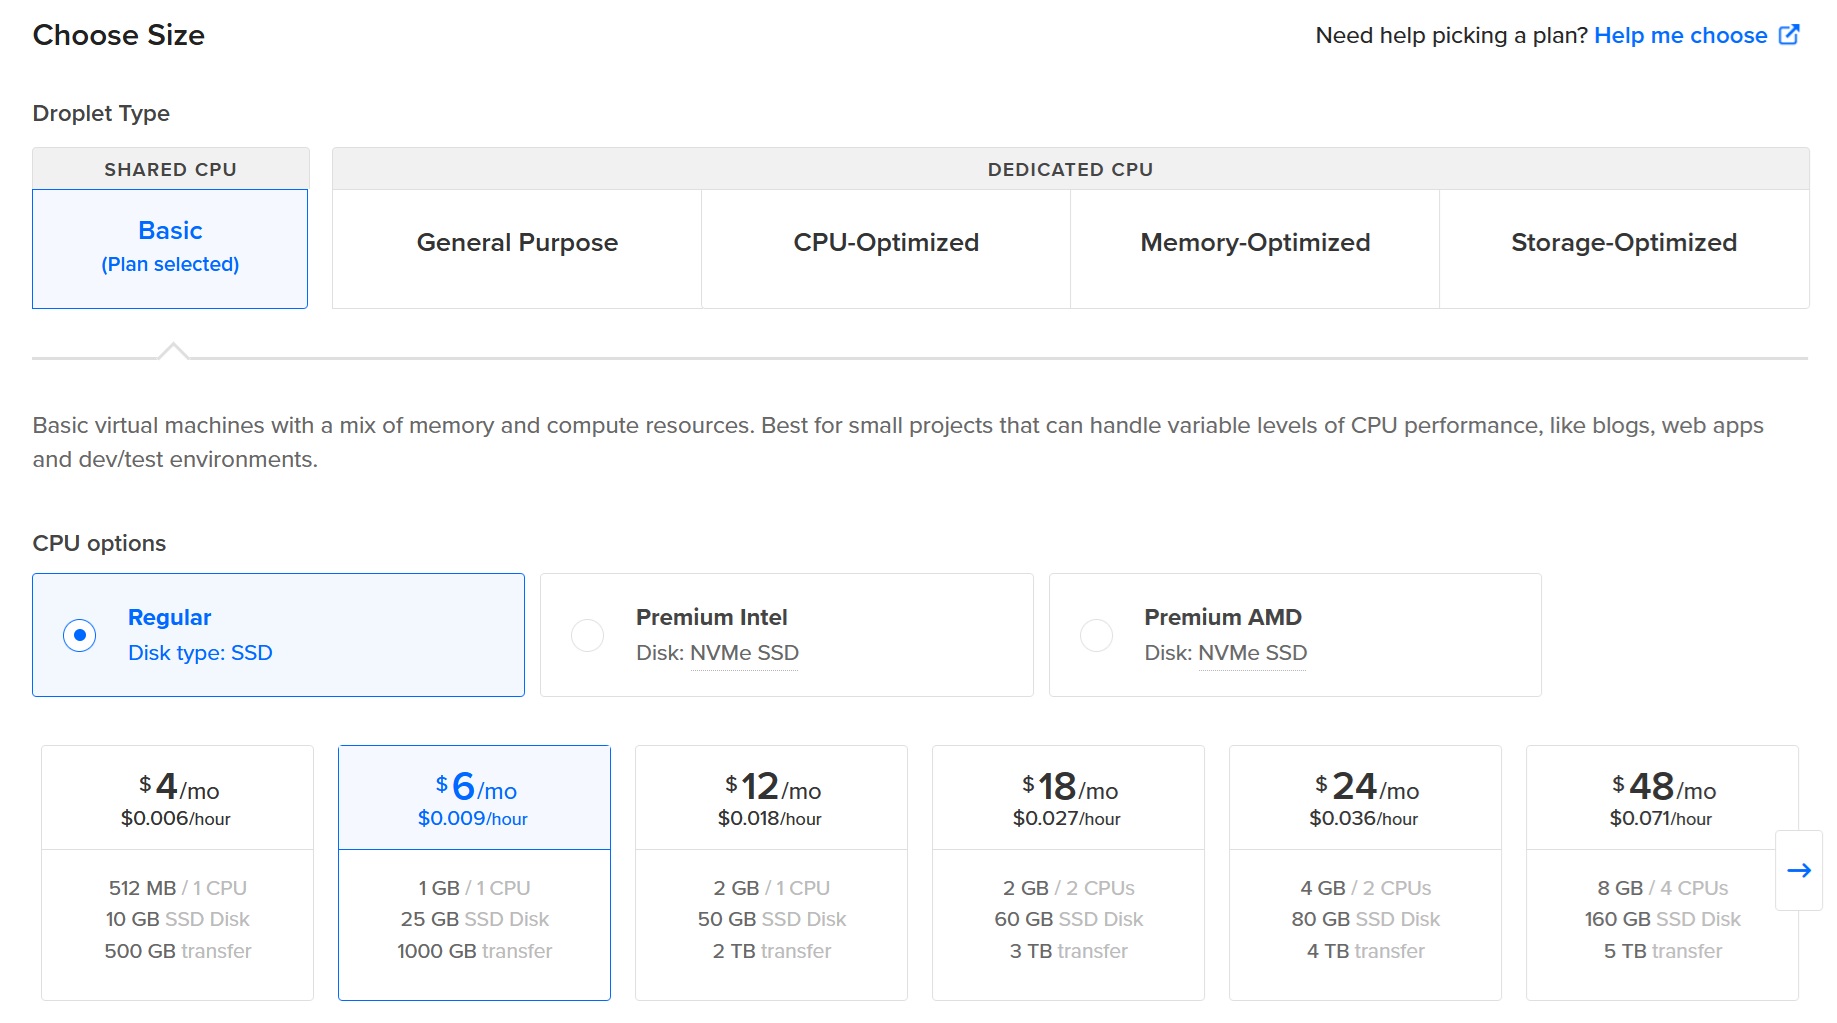 Choose Size
Need help picking a plan? Help me choose
Droplet Type
SHARED CPU
DEDICATED CPU
Basic
(Plan selected)
General Purpose
CPU-Optimized
Memory-Optimized
Storage-Optimized
Basic virtual machines with a mix of memory and compute resources. Best for small projects that can handle variable levels of CPU performance, like blogs, web apps
and dev/test environments.
CPU options
Regular
Disk type: SSD
Premium Intel
Disk: NVMe SSD
Premium AMD
Disk: NVMe SSD
$4/mo
$0.006/hour
512 MB / 1 CPU
10 GB SSD Disk
500 GB transfer
$6/mo
$0.009/hour
1 GB / 1 CPU
25 GB SSD Disk
1000 GB transfer
$12/mo
$0.018/hour
2 GB / 1 CPU
50 GB SSD Disk
2 TB transfer
$18/mo
$0.027/hour
2 GB / 2 CPUs
60 GB SSD Disk
3 TB transfer
$24/mo
$0.036/hour
4 GB / 2 CPUs
80 GB SSD Disk
4 TB transfer
$48/mo
$0.071/hour
8 GB / 4 CPUs
160 GB SSD Disk
5 TB transfer